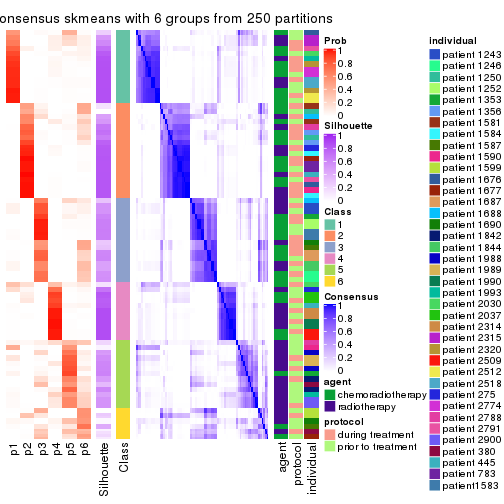 onsensus skmeans with 6 groups from 250 partitions
Prob
1
0.8
0.6
0.4
0.2
0
Silhouette
1
0.8
0.6
0.4
0.2
0
Class
1
2
3
4
5
6
Consensus
1
0.8
0.6
0.4
0.2
0
agent
chemoradiotherapy
radiotherapy
protocol
during treatment
prior to treatment
individual
patient 1243
patient 1246
patient 1250
patient 1252
patient 1353
patient 1356
patient 1581
patient 1584
patient 1587
patient 1590
patient 1599
patient 1676
patient 1677
patient 1687
patient 1688
patient 1690
patient 1842
patient 1844
patient 1988
patient 1989
patient 1990
patient 1993
patient 2030
patient 2037
patient 2314
patient 2315
patient 2320
patient 2509
patient 2512
patient 2518
patient 275
patient 2774
patient 2788
patient 2791
patient 2900
patient 380
patient 445
patient 783
patient1583
p1
p2
p3
p4
p5
p6
Silhouette
Class
agent
protocol
individual